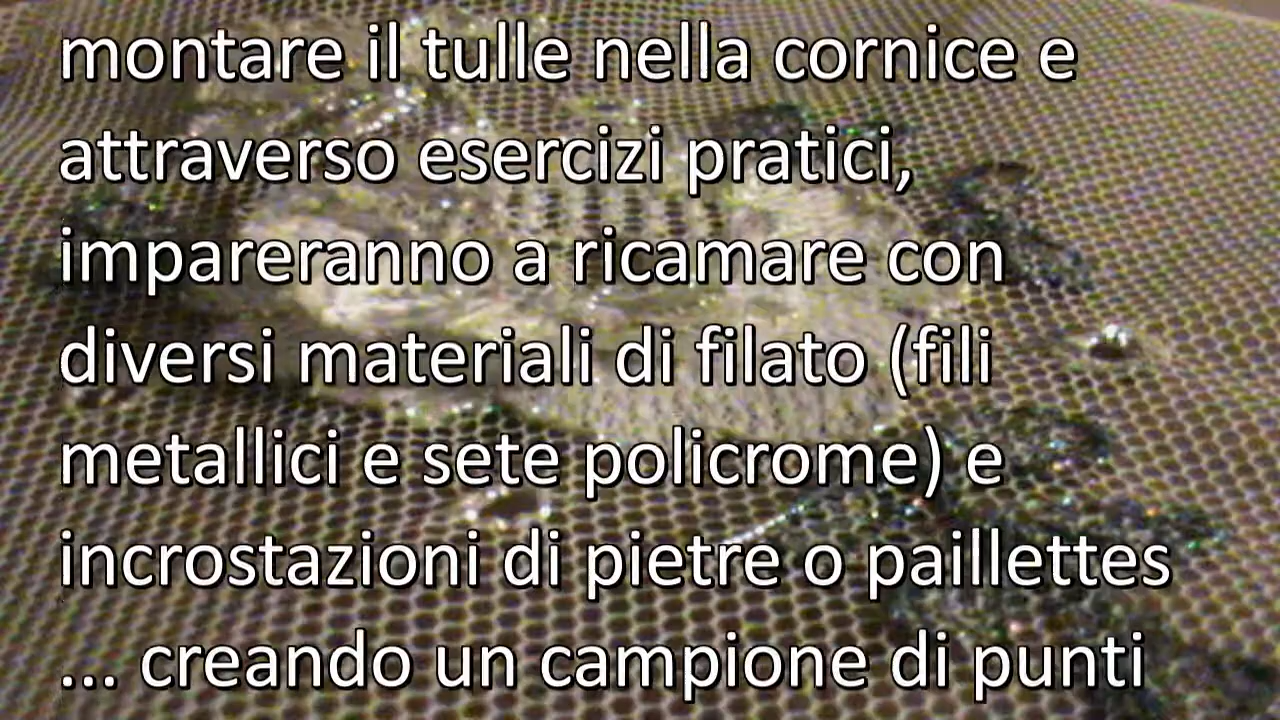 montare il tulle nella cornice e
attraverso esercizi pratici,
impareranno a ricamare con
diversi materiali di filato (fili
metallici e sete policrome) e
incrostazioni di pietre o paillettes
... creando un campione di punti